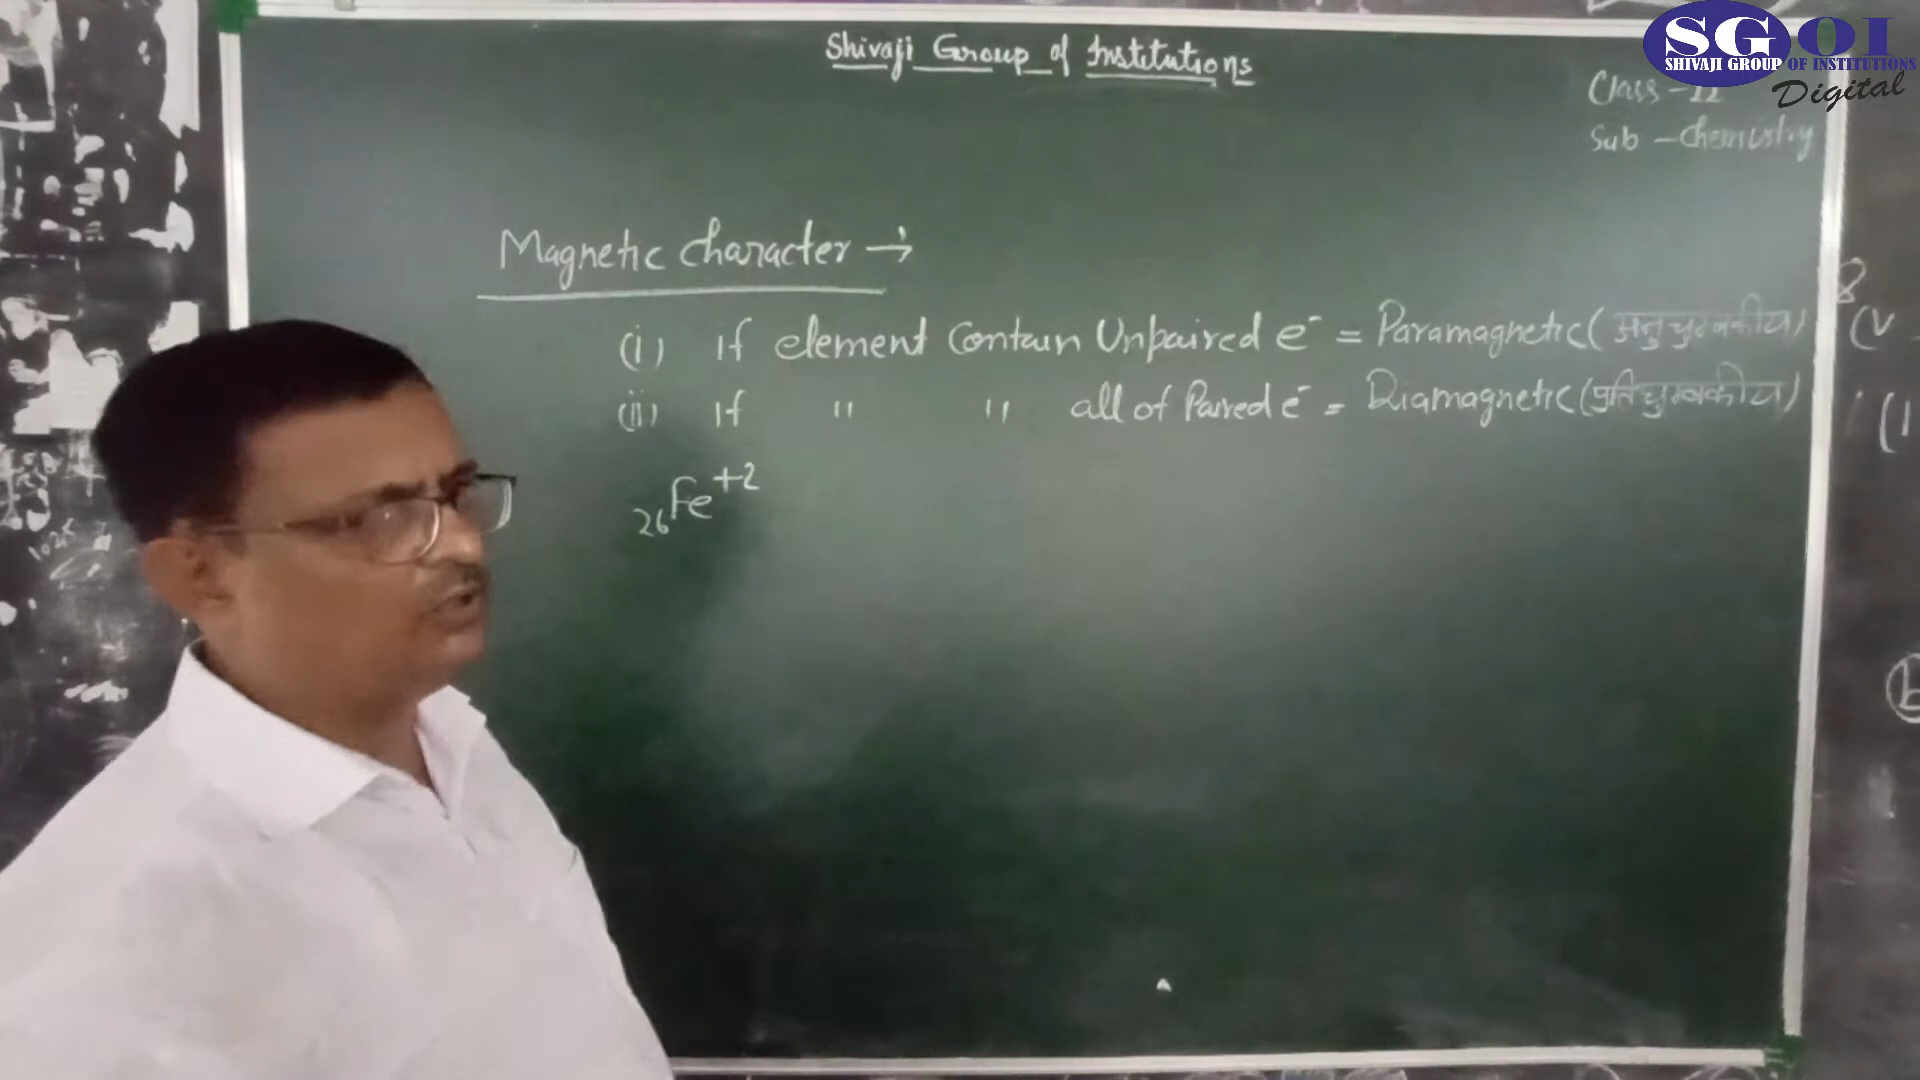 Shivaji Group of Institutions
SGOI
SHIVAJI GROUP OF INSTITUTIONS
Digital
Class - 12
Sub - Chemistry
Magnetic Character →
(i) if element Contain Unpaired e⁻ = Paramagnetic (अनुचुम्बकीय)
(ii) If " " all of Paired e⁻ = Diamagnetic (प्रतिचुम्बकीय)
₂₆Fe⁺²